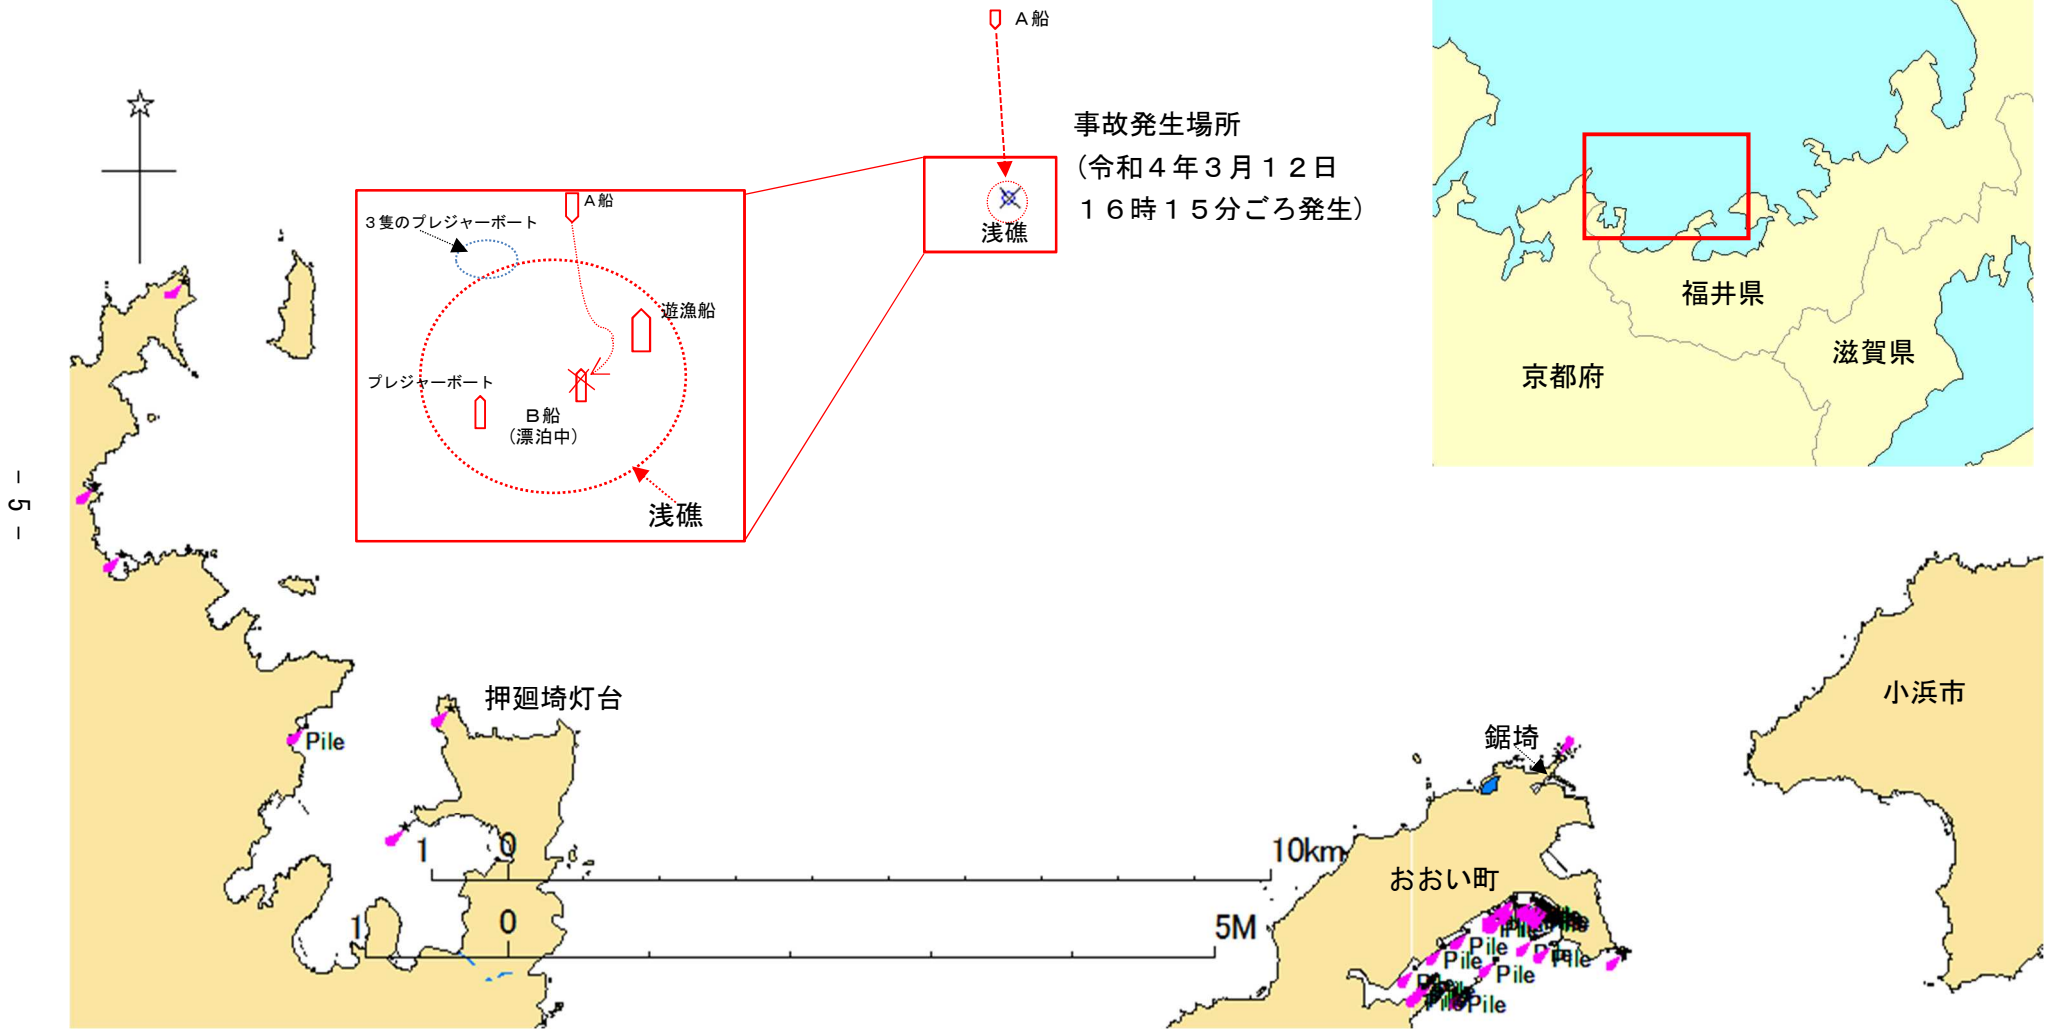 A船
事故発生場所
(令和4年3月12日
16時15分ごろ発生)
浅礁
A船
3隻のプレジャーボート
遊漁船
プレジャーボート
B船
(漂泊中)
浅礁
福井県
滋賀県
京都府
- 5 -
押廻埼灯台
Pile
鋸埼
小浜市
おおい町
1 0 10km
1 0 5M
Pile
Pile
Pile
Pile
Pile